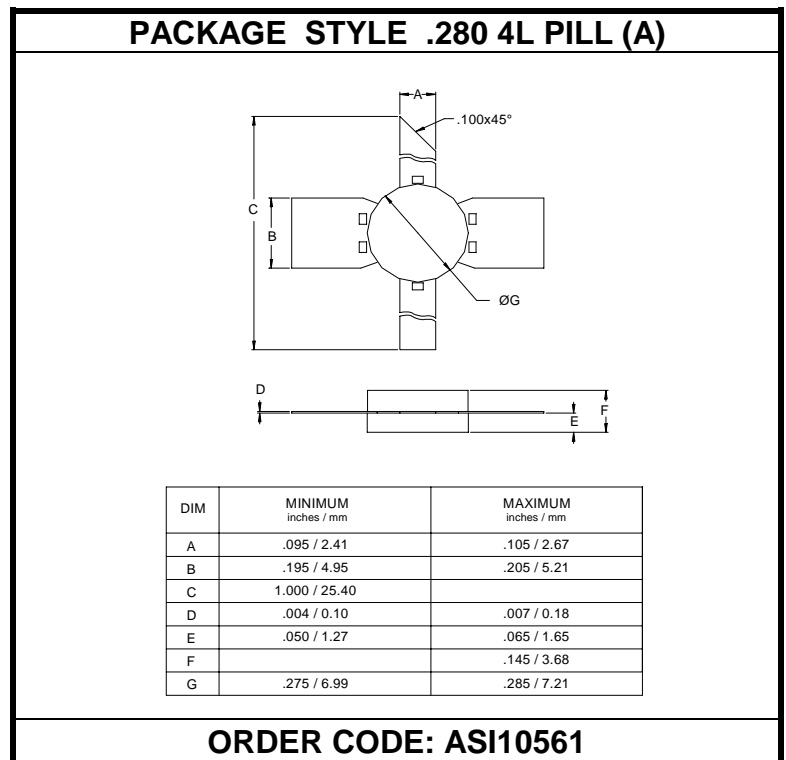 PACKAGE STYLE .280 4L PILL (A)
A
.100x45°
C
B
ØG
D
E
F
DIM MINIMUM MAXIMUM
inches / mm inches / mm
A .095 / 2.41 .105 / 2.67
B .195 / 4.95 .205 / 5.21
C 1.000 / 25.40
D .004 / 0.10 .007 / 0.18
E .050 / 1.27 .065 / 1.65
F .145 / 3.68
G .275 / 6.99 .285 / 7.21
ORDER CODE: ASI10561